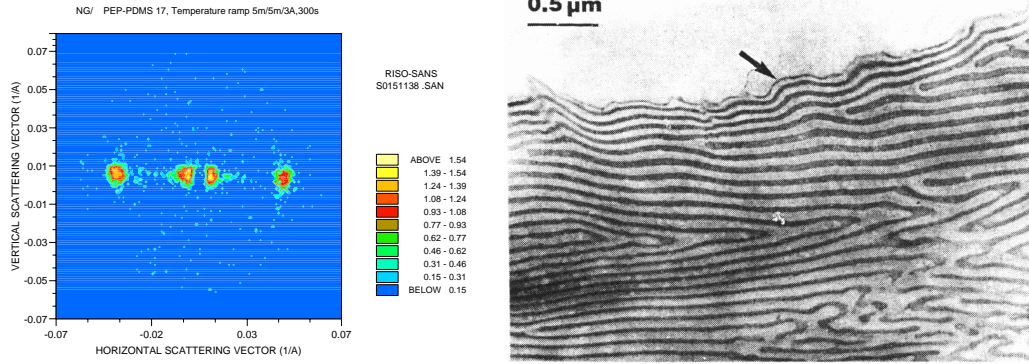 NG/ PEP-PDMS 17, Temperature ramp 5m/5m/3A,300s
0.5 µm
RISO-SANS
S0151138 .SAN
VERTICAL SCATTERING VECTOR (1/A)
0.07
0.05
0.03
0.01
-0.01
-0.03
-0.05
-0.07
-0.07
-0.02
0.03
0.07
HORIZONTAL SCATTERING VECTOR (1/A)
ABOVE 1.54
1.39 - 1.54
1.24 - 1.39
1.08 - 1.24
0.93 - 1.08
0.77 - 0.93
0.62 - 0.77
0.46 - 0.62
0.31 - 0.46
0.15 - 0.31
BELOW 0.15